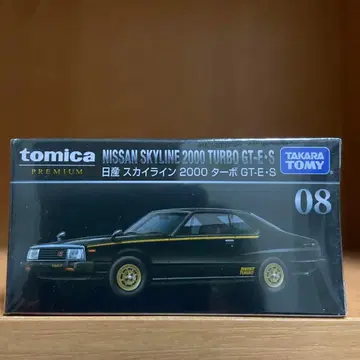 tomica
PREMIUM
NISSAN SKYLINE 2000 TURBO GT-E・S
日産 スカイライン 2000 ターボ GT-E・S
TAKARA TOMY
08